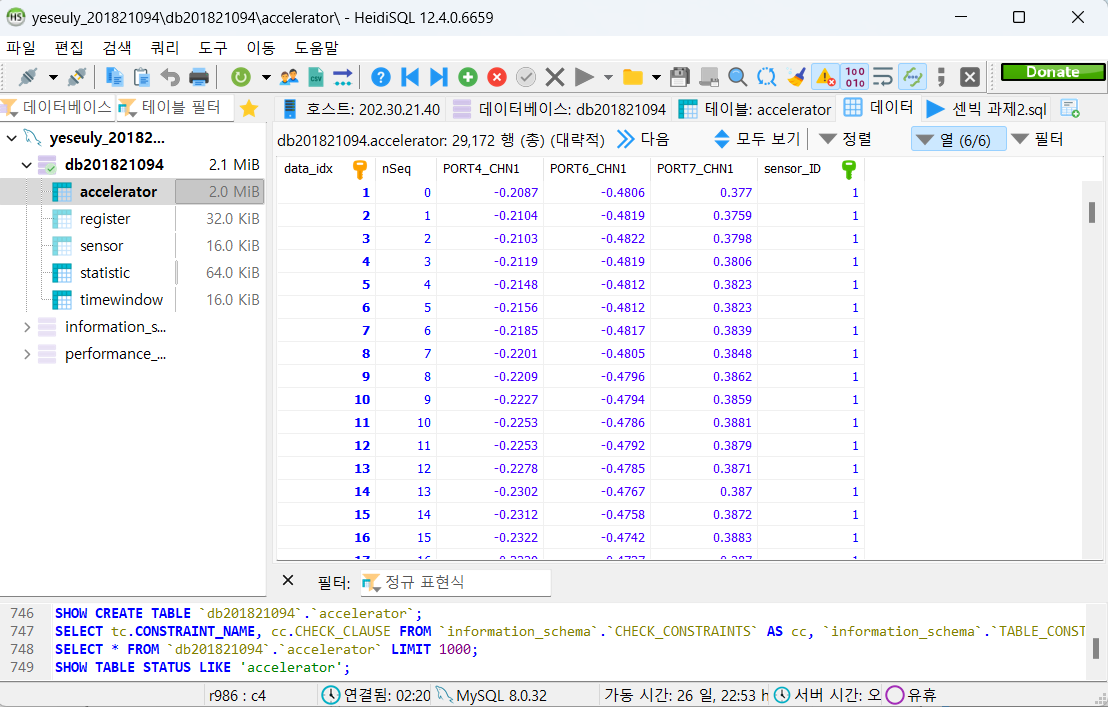 yeseuly_201821094\db201821094\accelerator\ - HeidiSQL 12.4.0.6659
파일 편집 검색 쿼리 도구 이동 도움말
Donate
데이터베이스 테이블 필터
호스트: 202.30.21.40 데이터베이스: db201821094 테이블: accelerator 데이터 센빅 과제2.sql
yeseuly_20182...
db201821094 2.1 MiB
accelerator 2.0 MiB
register 32.0 KiB
sensor 16.0 KiB
statistic 64.0 KiB
timewindow 16.0 KiB
information_s...
performance_...
db201821094.accelerator: 29,172 행 (총) (대략적) 다음 모두 보기 정렬 열 (6/6) 필터
data_idx nSeq PORT4_CHN1 PORT6_CHN1 PORT7_CHN1 sensor_ID
1 0 -0.2087 -0.4806 0.377 1
2 1 -0.2104 -0.4819 0.3759 1
3 2 -0.2103 -0.4822 0.3798 1
4 3 -0.2119 -0.4819 0.3806 1
5 4 -0.2148 -0.4812 0.3823 1
6 5 -0.2156 -0.4812 0.3823 1
7 6 -0.2185 -0.4817 0.3839 1
8 7 -0.2201 -0.4805 0.3848 1
9 8 -0.2209 -0.4796 0.3862 1
10 9 -0.2227 -0.4794 0.3859 1
11 10 -0.2253 -0.4786 0.3881 1
12 11 -0.2253 -0.4792 0.3879 1
13 12 -0.2278 -0.4785 0.3871 1
14 13 -0.2302 -0.4767 0.387 1
15 14 -0.2312 -0.4758 0.3872 1
16 15 -0.2322 -0.4742 0.3883 1
필터: 정규 표현식
746 SHOW CREATE TABLE `db201821094`.`accelerator`;
747 SELECT tc.CONSTRAINT_NAME, cc.CHECK_CLAUSE FROM `information_schema`.`CHECK_CONSTRAINTS` AS cc, `information_schema`.`TABLE_CONST
748 SELECT * FROM `db201821094`.`accelerator` LIMIT 1000;
749 SHOW TABLE STATUS LIKE 'accelerator';
r986 : c4 연결됨: 02:20 MySQL 8.0.32 가동 시간: 26 일, 22:53 h 서버 시간: 오 유휴